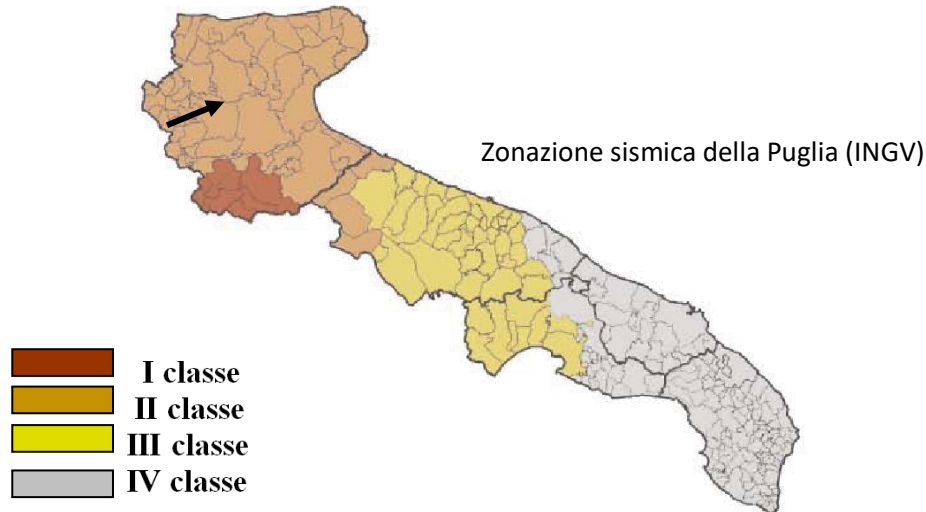 Zonazione sismica della Puglia (INGV)
I classe
II classe
III classe
IV classe